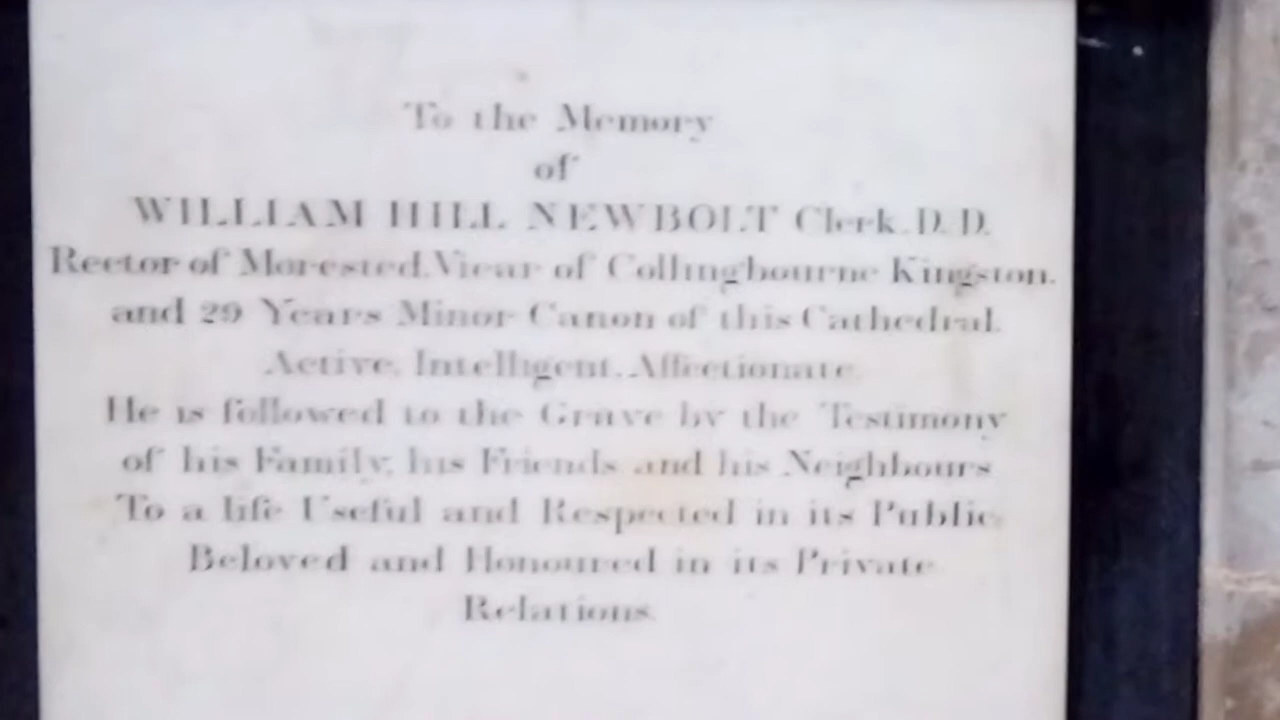 To the Memory
of
WILLIAM HILL NEWBOLT Clerk. D. D.
Rector of Morested, Vicar of Collingbourne Kingston.
and 29 Years Minor Canon of this Cathedral.
Active, Intelligent, Affectionate.
He is followed to the Grave by the Testimony
of his Family, his Friends and his Neighbours
To a life Useful and Respected in its Public,
Beloved and Honoured in its Private
Relations.